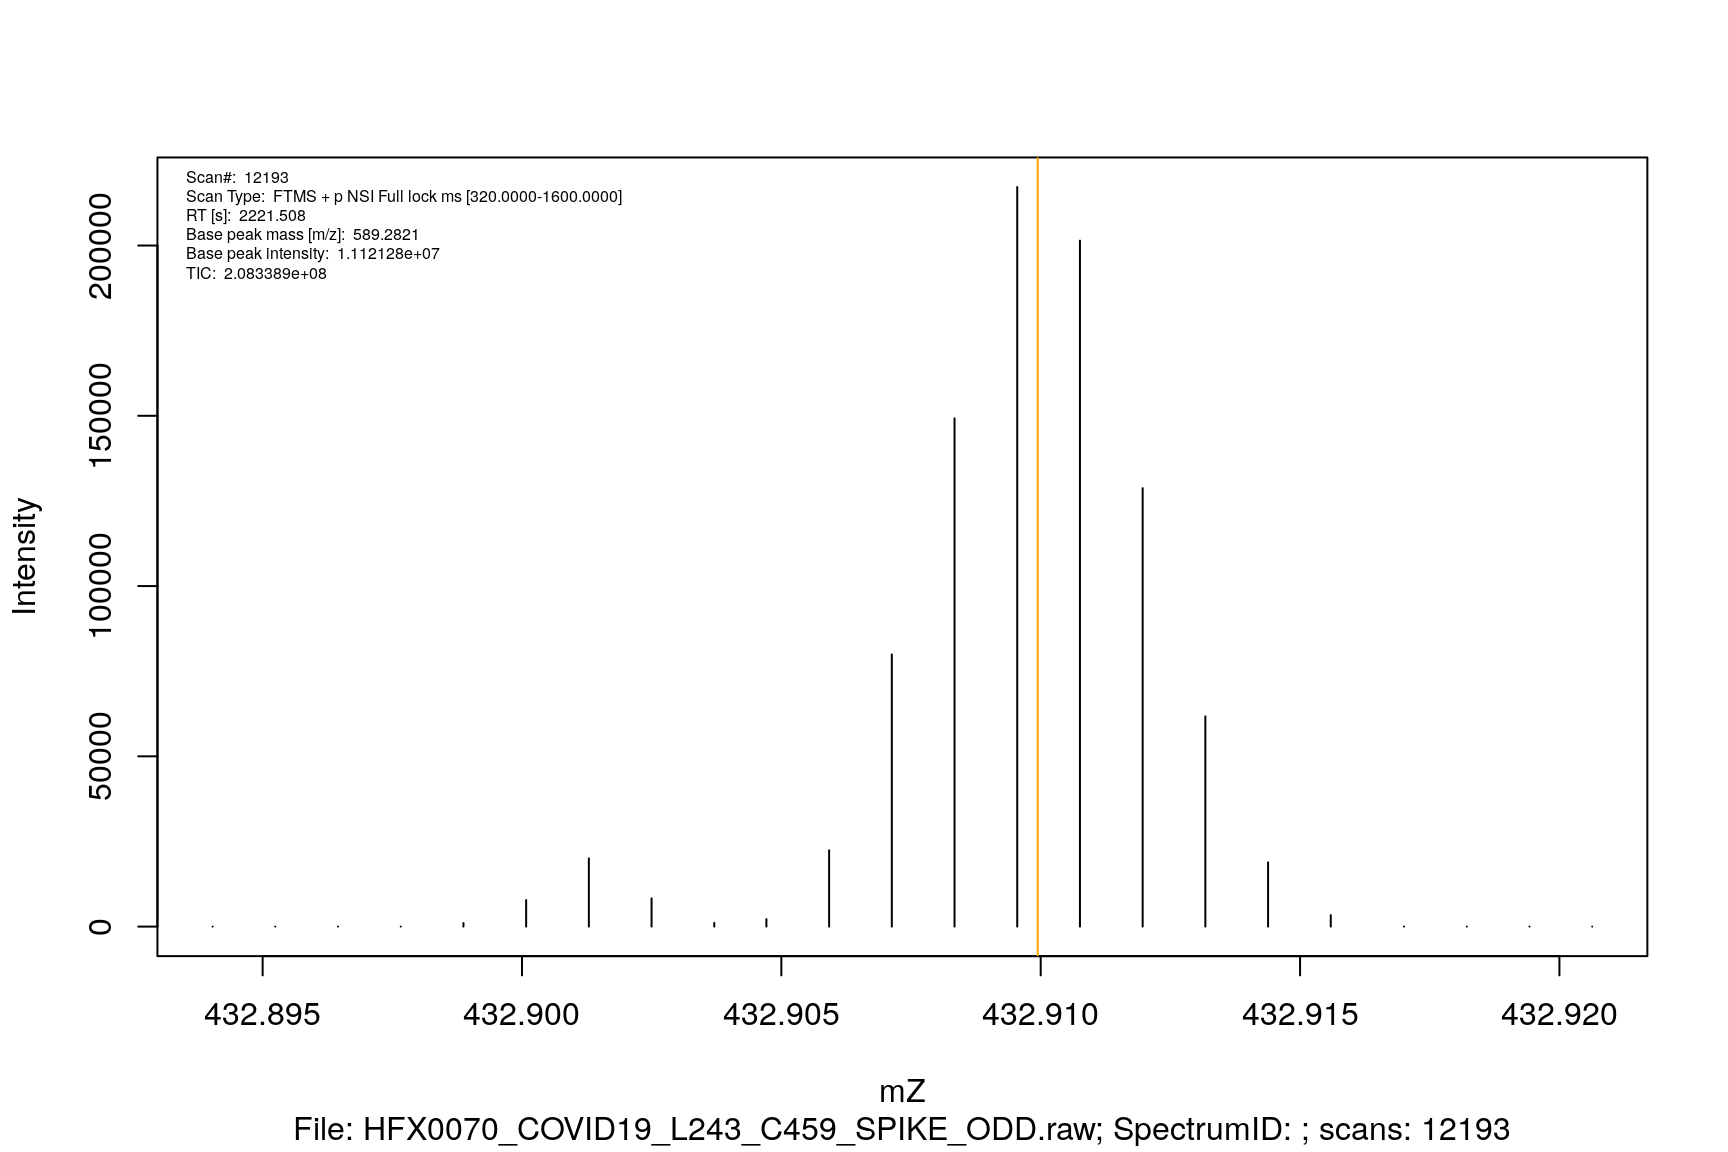 Scan#: 12193
Scan Type: FTMS + p NSI Full lock ms [320.0000-1600.0000]
RT [s]: 2221.508
Base peak mass [m/z]: 589.2821
Base peak intensity: 1.112128e+07
TIC: 2.083389e+08
Intensity
200000
150000
100000
50000
0
432.895 432.900 432.905 432.910 432.915 432.920
mZ
File: HFX0070_COVID19_L243_C459_SPIKE_ODD.raw; SpectrumID: ; scans: 12193